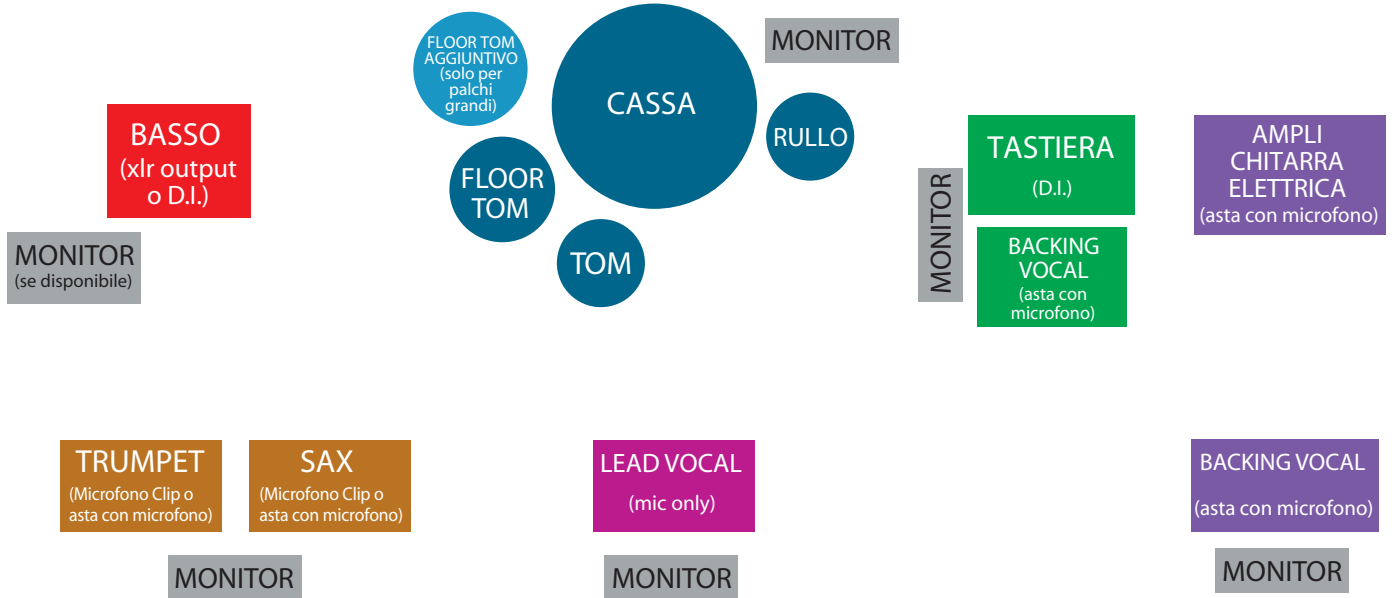 FLOOR TOM
AGGIUNTIVO
(solo per
palchi
grandi)
CASSA
MONITOR
RULLO
BASSO
(xlr output
o D.I.)
FLOOR
TOM
TOM
MONITOR
(se disponibile)
TASTIERA
(D.I.)
MONITOR
BACKING
VOCAL
(asta con
microfono)
AMPLI
CHITARRA
ELETTRICA
(asta con microfono)
TRUMPET
(Microfono Clip o
asta con microfono)
SAX
(Microfono Clip o
asta con microfono)
MONITOR
LEAD VOCAL
(mic only)
MONITOR
BACKING VOCAL
(asta con microfono)
MONITOR